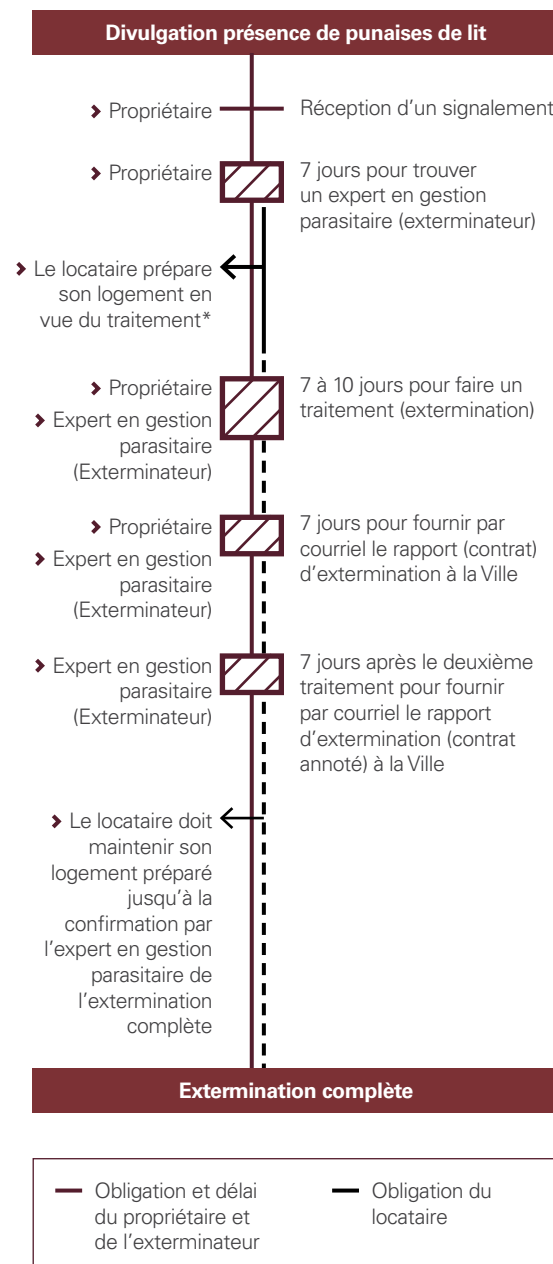 Divulgation présence de punaises de lit
> Propriétaire
Réception d’un signalement
> Propriétaire
7 jours pour trouver
un expert en gestion
parasitaire (exterminateur)
> Le locataire prépare
son logement en
vue du traitement*
> Propriétaire
> Expert en gestion
parasitaire
(Exterminateur)
7 à 10 jours pour faire un
traitement (extermination)
> Propriétaire
> Expert en gestion
parasitaire
(Exterminateur)
7 jours pour fournir par
courriel le rapport (contrat)
d’extermination à la Ville
> Expert en gestion
parasitaire
(Exterminateur)
7 jours après le deuxième
traitement pour fournir
par courriel le rapport
d’extermination (contrat
annoté) à la Ville
> Le locataire doit
maintenir son
logement préparé
jusqu’à la
confirmation par
l’expert en gestion
parasitaire de
l’extermination
complète
Extermination complète
Obligation et délai
du propriétaire et
de l’exterminateur
Obligation du
locataire